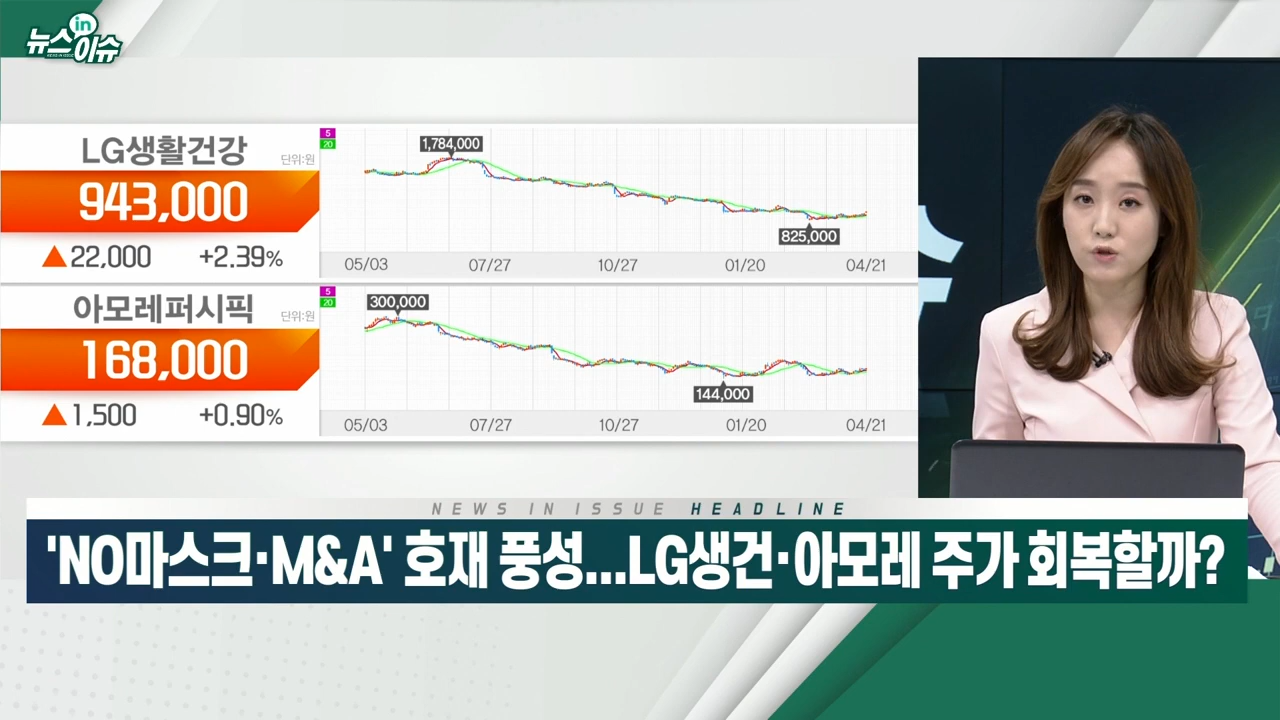 뉴스in이슈
NEWS IN ISSUE
LG생활건강
단위:원
943,000
▲22,000 +2.39%
5
20
1,784,000
825,000
05/03 07/27 10/27 01/20 04/21
아모레퍼시픽
단위:원
168,000
▲1,500 +0.90%
5
20
300,000
144,000
05/03 07/27 10/27 01/20 04/21
NEWS IN ISSUE HEADLINE
'NO마스크·M&A' 호재 풍성...LG생건·아모레 주가 회복할까?